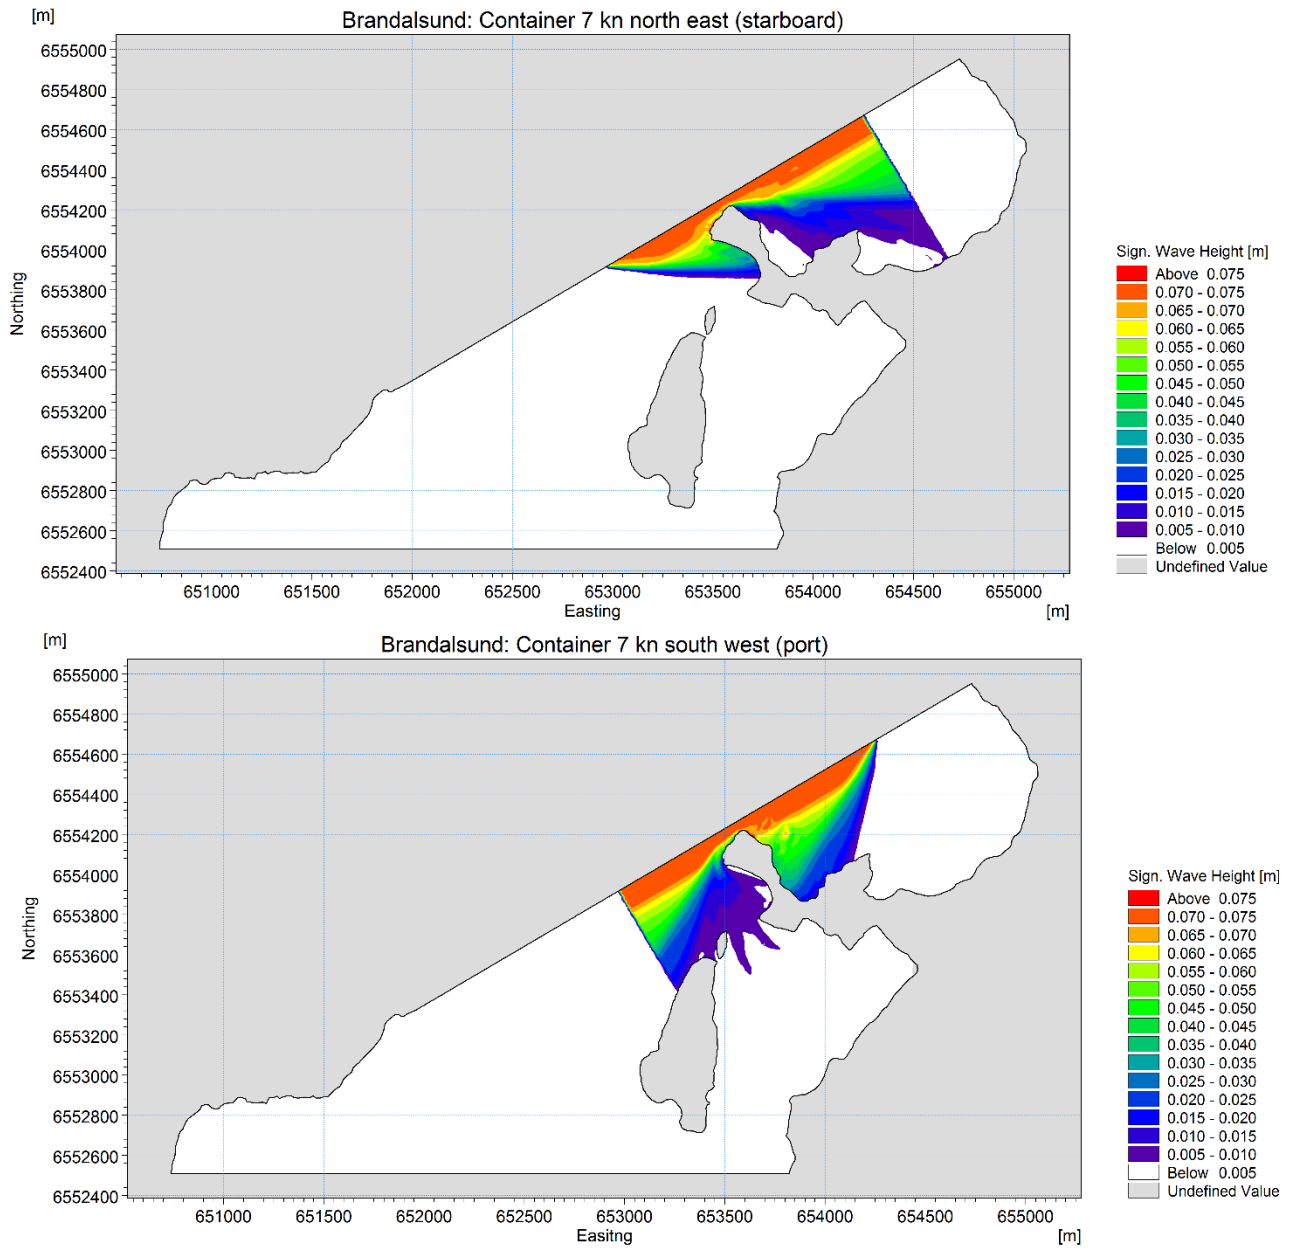 [m]
Brandalsund: Container 7 kn north east (starboard)
6555000
6554800
6554600
6554400
6554200
6554000
6553800
6553600
6553400
6553200
6553000
6552800
6552600
6552400
Northing
651000 651500 652000 652500 653000 653500 654000 654500 655000
Easting
[m]
Sign. Wave Height [m]
Above 0.075
0.070 - 0.075
0.065 - 0.070
0.060 - 0.065
0.055 - 0.060
0.050 - 0.055
0.045 - 0.050
0.040 - 0.045
0.035 - 0.040
0.030 - 0.035
0.025 - 0.030
0.020 - 0.025
0.015 - 0.020
0.010 - 0.015
0.005 - 0.010
Below 0.005
Undefined Value
[m]
Brandalsund: Container 7 kn south west (port)
6555000
6554800
6554600
6554400
6554200
6554000
6553800
6553600
6553400
6553200
6553000
6552800
6552600
6552400
Northing
651000 651500 652000 652500 653000 653500 654000 654500 655000
Easitng
[m]
Sign. Wave Height [m]
Above 0.075
0.070 - 0.075
0.065 - 0.070
0.060 - 0.065
0.055 - 0.060
0.050 - 0.055
0.045 - 0.050
0.040 - 0.045
0.035 - 0.040
0.030 - 0.035
0.025 - 0.030
0.020 - 0.025
0.015 - 0.020
0.010 - 0.015
0.005 - 0.010
Below 0.005
Undefined Value